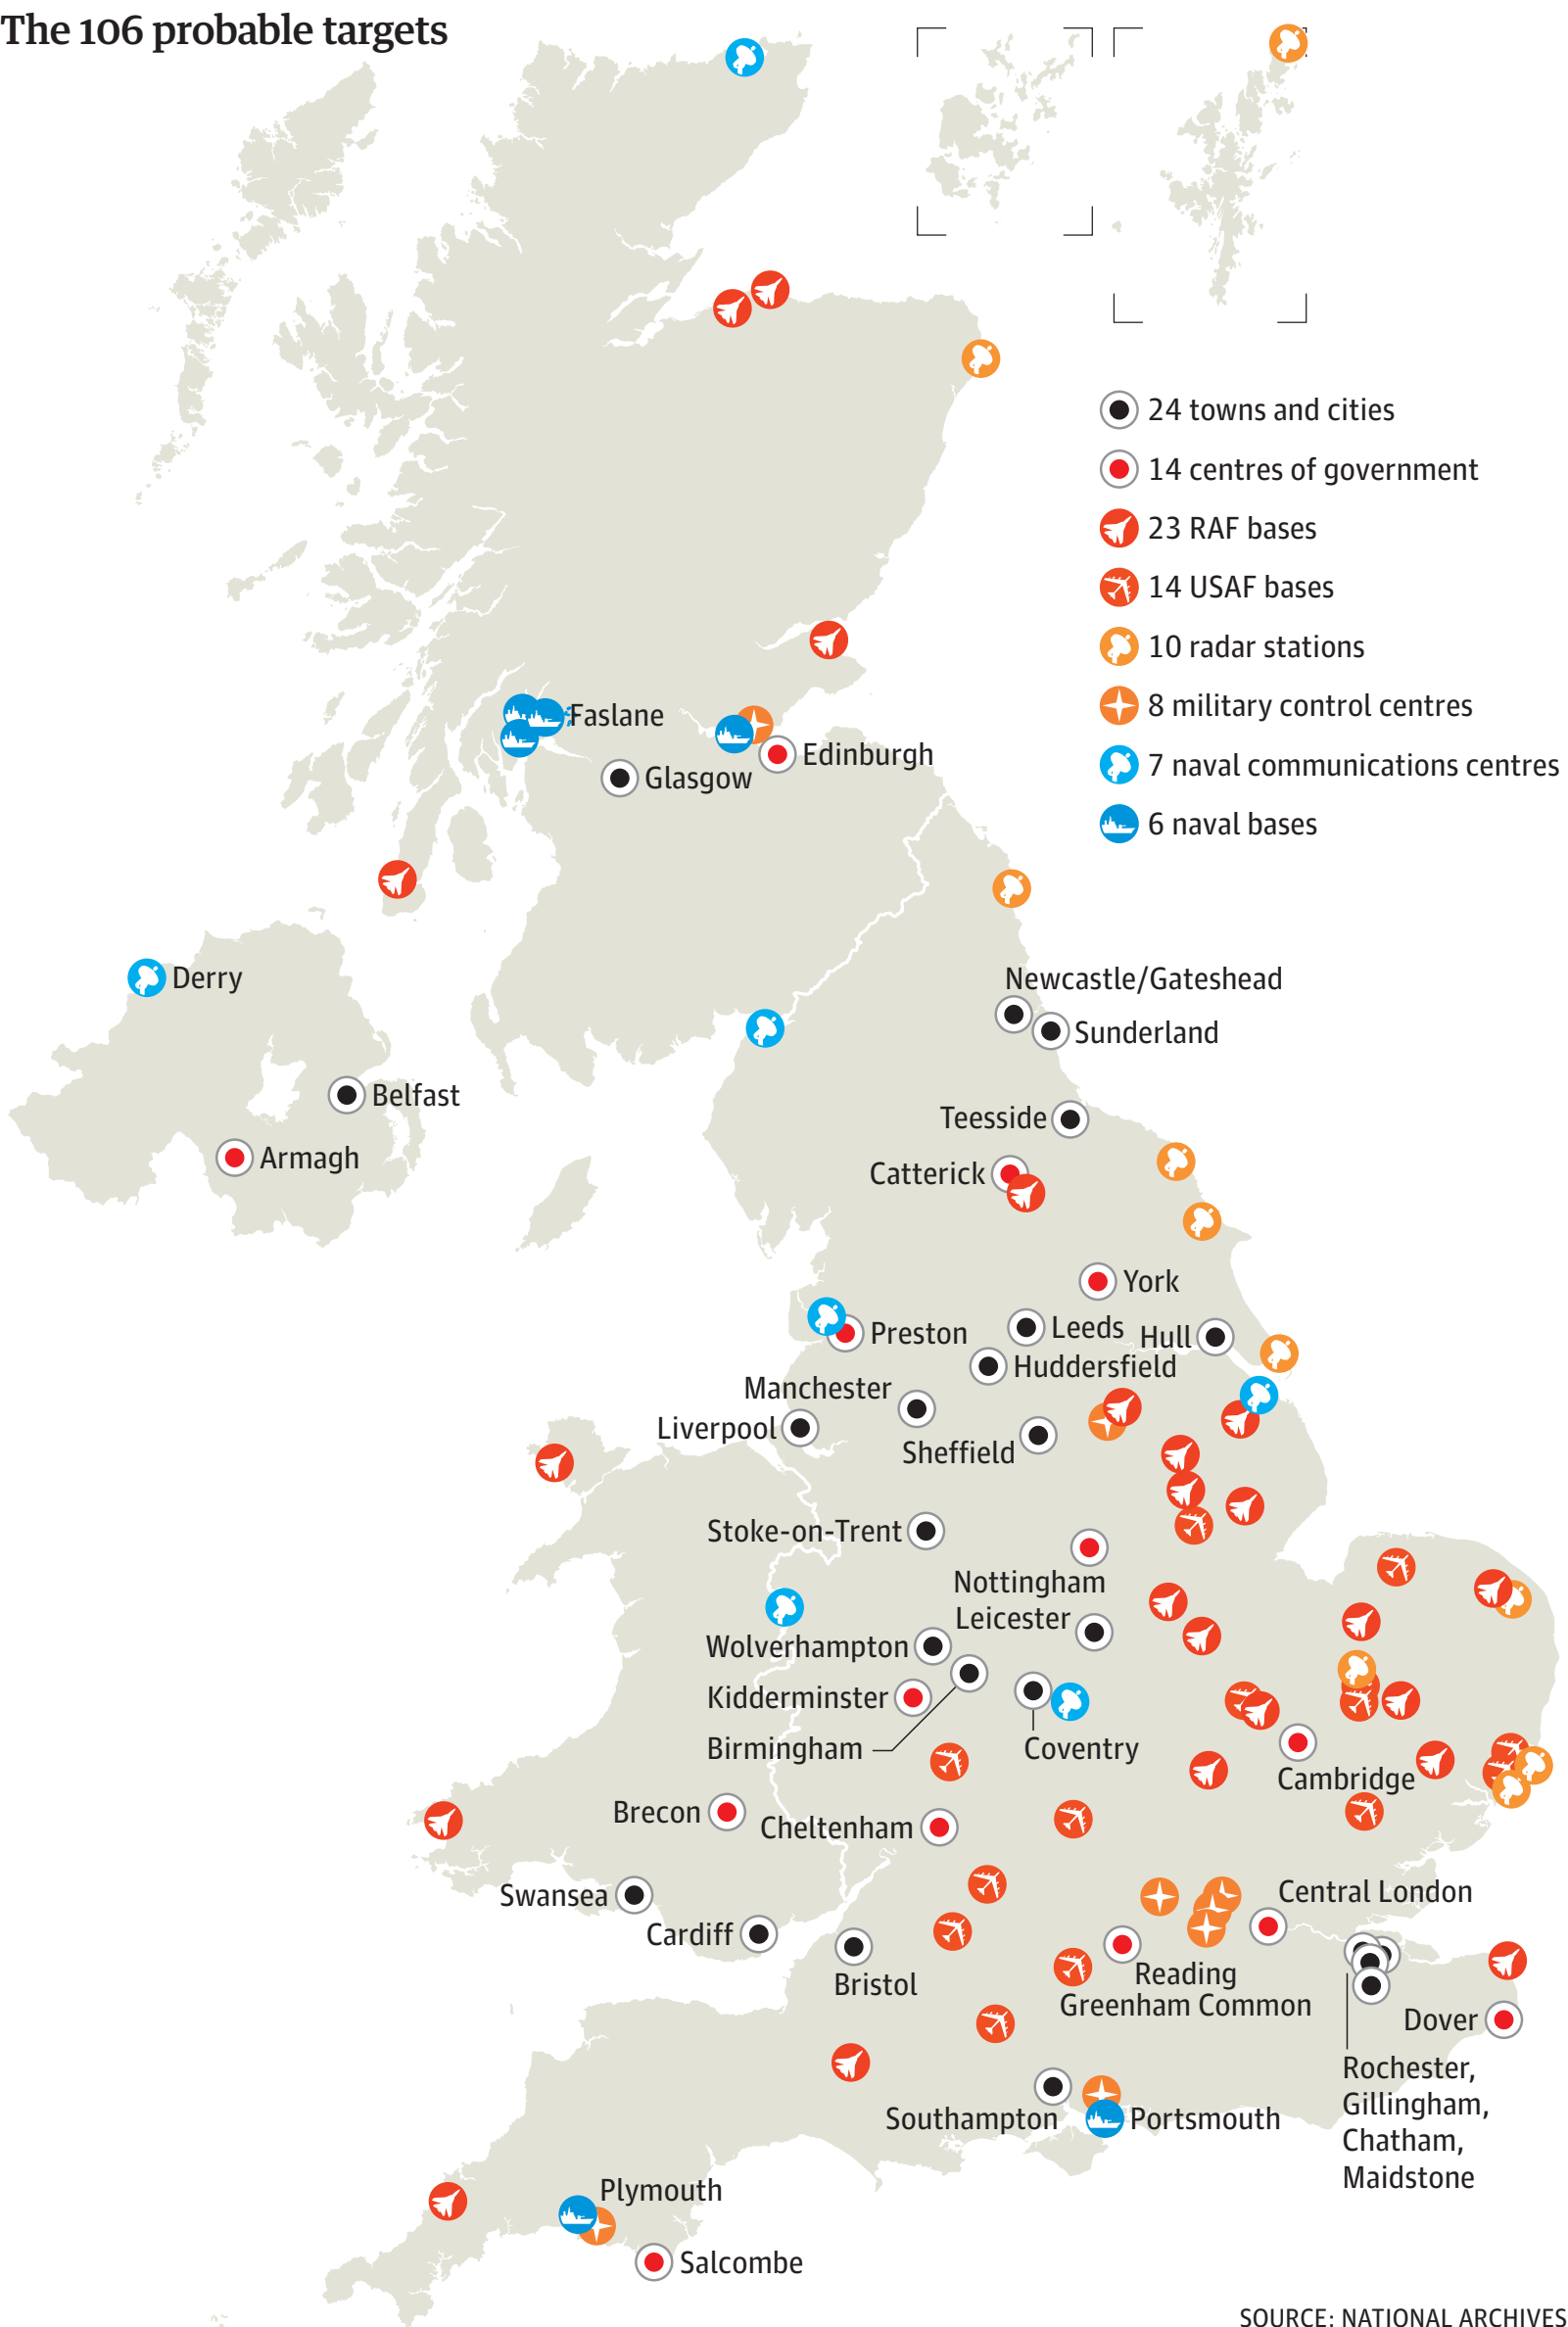 The 106 probable targets
24 towns and cities
14 centres of government
23 RAF bases
14 USAF bases
10 radar stations
8 military control centres
7 naval communications centres
6 naval bases
Faslane
Edinburgh
Glasgow
Derry
Newcastle/Gateshead
Sunderland
Belfast
Teesside
Armagh
Catterick
York
Preston
Leeds
Hull
Huddersfield
Manchester
Liverpool
Sheffield
Stoke-on-Trent
Nottingham
Leicester
Wolverhampton
Kidderminster
Birmingham
Coventry
Cambridge
Brecon
Cheltenham
Swansea
Central London
Cardiff
Bristol
Reading
Greenham Common
Dover
Rochester,
Gillingham,
Chatham,
Maidstone
Southampton
Portsmouth
Plymouth
Salcombe
SOURCE: NATIONAL ARCHIVES